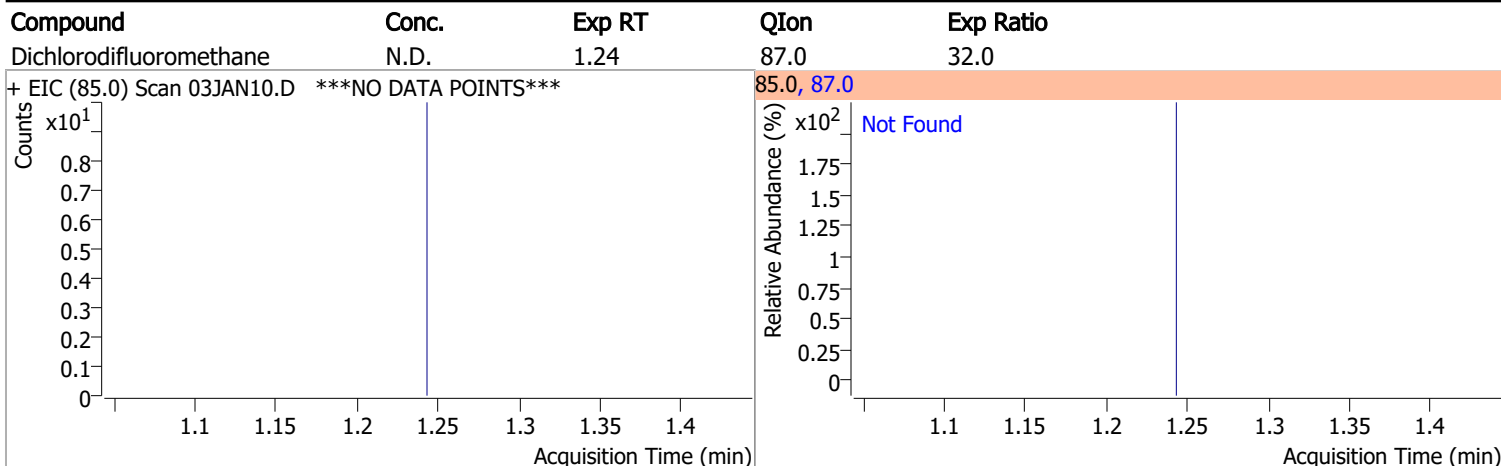 Compound Conc. Exp RT QIon Exp Ratio
Dichlorodifluoromethane N.D. 1.24 87.0 32.0
+ EIC (85.0) Scan 03JAN10.D ***NO DATA POINTS***
Counts
x10¹
0.8
0.7
0.6
0.5
0.4
0.3
0.2
0.1
0
1.1 1.15 1.2 1.25 1.3 1.35 1.4
Acquisition Time (min)
85.0, 87.0
Relative Abundance (%)
x10²
Not Found
1.75
1.5
1.25
1
0.75
0.5
0.25
0
1.1 1.15 1.2 1.25 1.3 1.35 1.4
Acquisition Time (min)